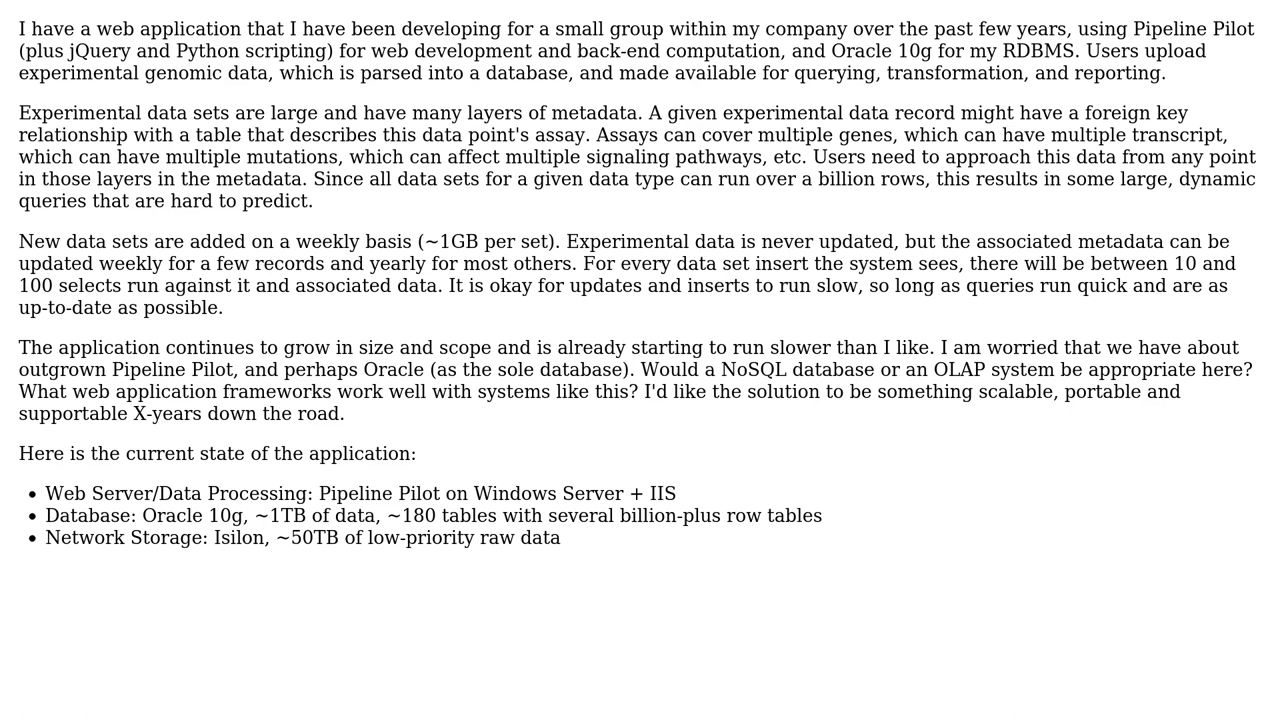 I have a web application that I have been developing for a small group within my company over the past few years, using Pipeline Pilot
(plus jQuery and Python scripting) for web development and back-end computation, and Oracle 10g for my RDBMS. Users upload
experimental genomic data, which is parsed into a database, and made available for querying, transformation, and reporting.
Experimental data sets are large and have many layers of metadata. A given experimental data record might have a foreign key
relationship with a table that describes this data point's assay. Assays can cover multiple genes, which can have multiple transcript,
which can have multiple mutations, which can affect multiple signaling pathways, etc. Users need to approach this data from any point
in those layers in the metadata. Since all data sets for a given data type can run over a billion rows, this results in some large, dynamic
queries that are hard to predict.
New data sets are added on a weekly basis (~1GB per set). Experimental data is never updated, but the associated metadata can be
updated weekly for a few records and yearly for most others. For every data set insert the system sees, there will be between 10 and
100 selects run against it and associated data. It is okay for updates and inserts to run slow, so long as queries run quick and are as
up-to-date as possible.
The application continues to grow in size and scope and is already starting to run slower than I like. I am worried that we have about
outgrown Pipeline Pilot, and perhaps Oracle (as the sole database). Would a NoSQL database or an OLAP system be appropriate here?
What web application frameworks work well with systems like this? I'd like the solution to be something scalable, portable and
supportable X-years down the road.
Here is the current state of the application:
• Web Server/Data Processing: Pipeline Pilot on Windows Server + IIS
• Database: Oracle 10g, ~1TB of data, ~180 tables with several billion-plus row tables
• Network Storage: Isilon, ~50TB of low-priority raw data